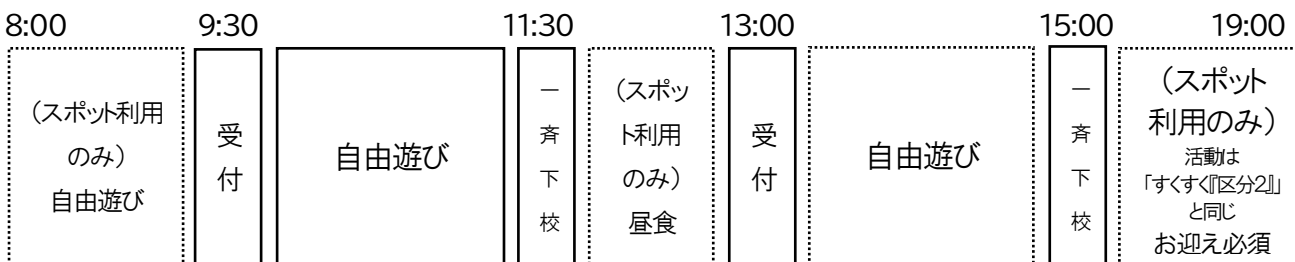 8:00 9:30 11:30 13:00 15:00 19:00
（スポット利用
のみ）
自由遊び
受
付
自由遊び
一
斉
下
校
（スポッ
ト利用
のみ）
昼食
受
付
自由遊び
一
斉
下
校
（スポット
利用のみ）
活動は
「すくすく『区分2』」
と同じ
お迎え必須